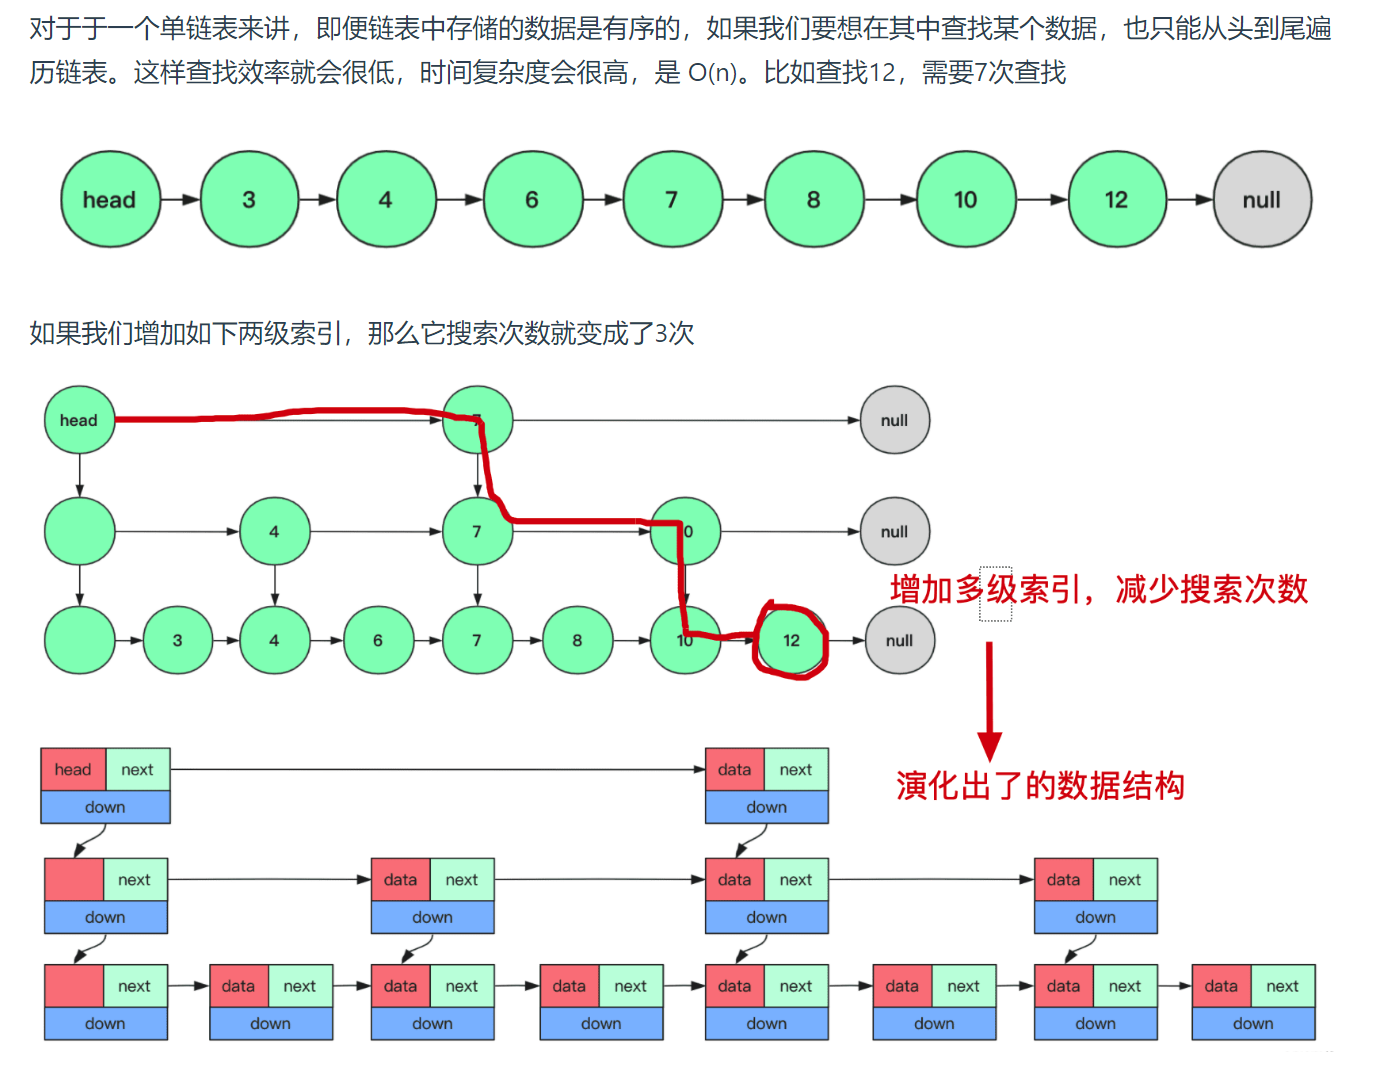 对于于一个单链表来讲，即便链表中存储的数据是有序的，如果我们要想在其中查找某个数据，也只能从头到尾遍
历链表。这样查找效率就会很低，时间复杂度会很高，是 O(n)。比如查找12，需要7次查找
head 3 4 6 7 8 10 12 null
如果我们增加如下两级索引，那么它搜索次数就变成了3次
head 7 null
4 7 0 null
增加多级索引，减少搜索次数
3 4 6 7 8 10 12 null
head next data next
演化出了的数据结构
down down
next data next data next data next
down down down down
next data next data next data next data next data next data next data next
down down down down down down down down